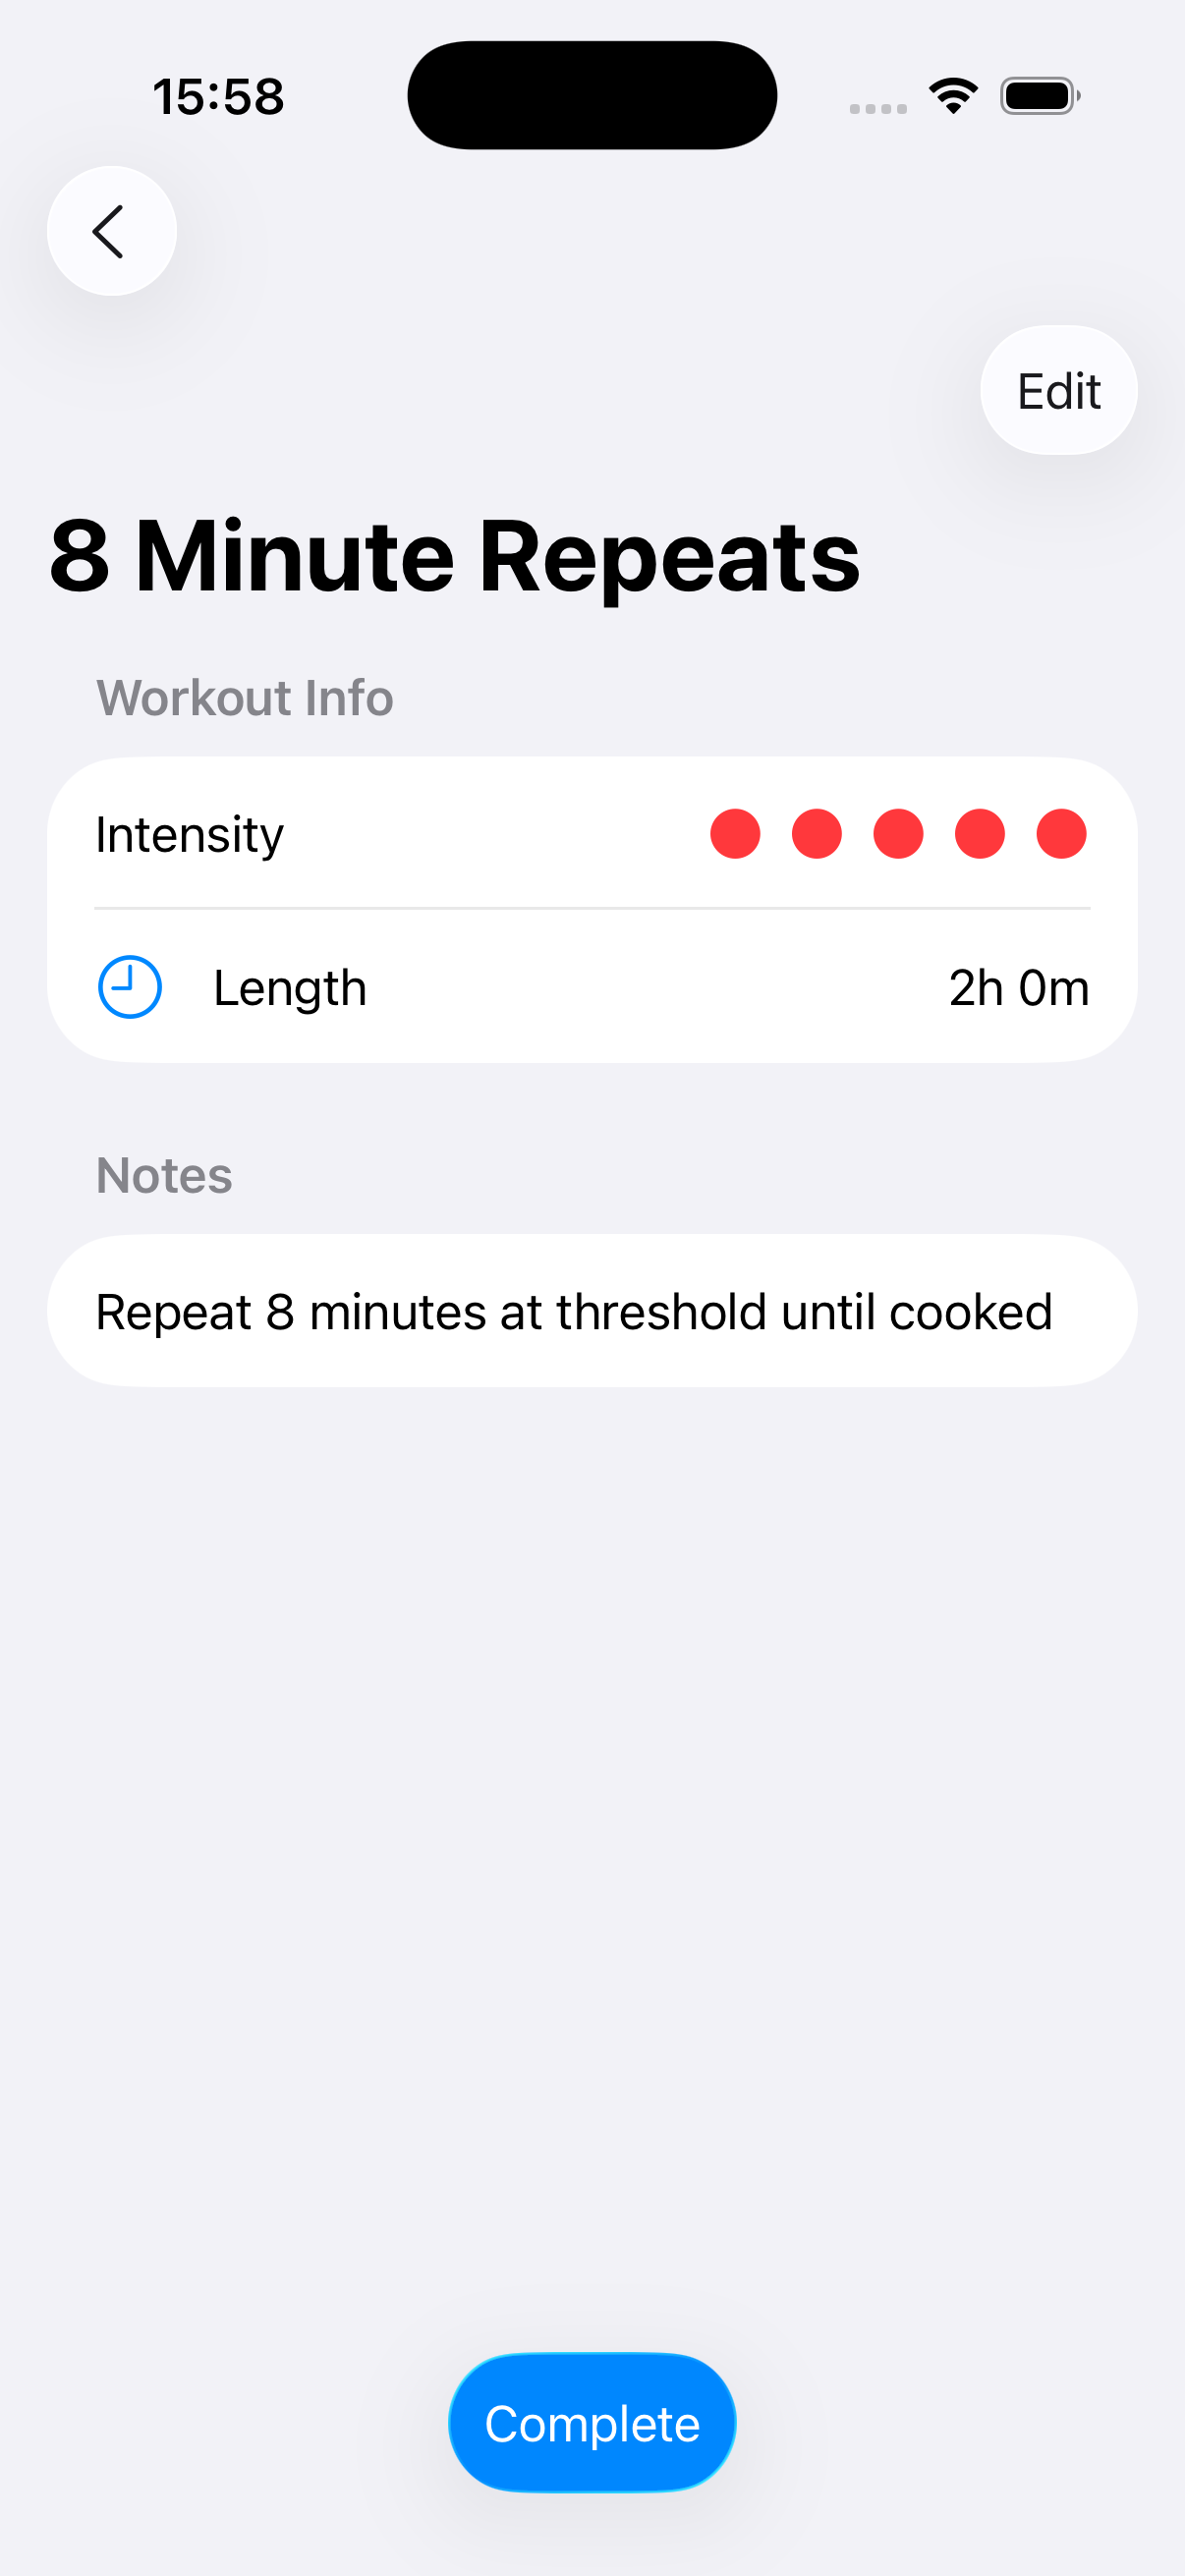 15:58
Edit
8 Minute Repeats
Workout Info
Intensity
Length 2h 0m
Notes
Repeat 8 minutes at threshold until cooked
Complete